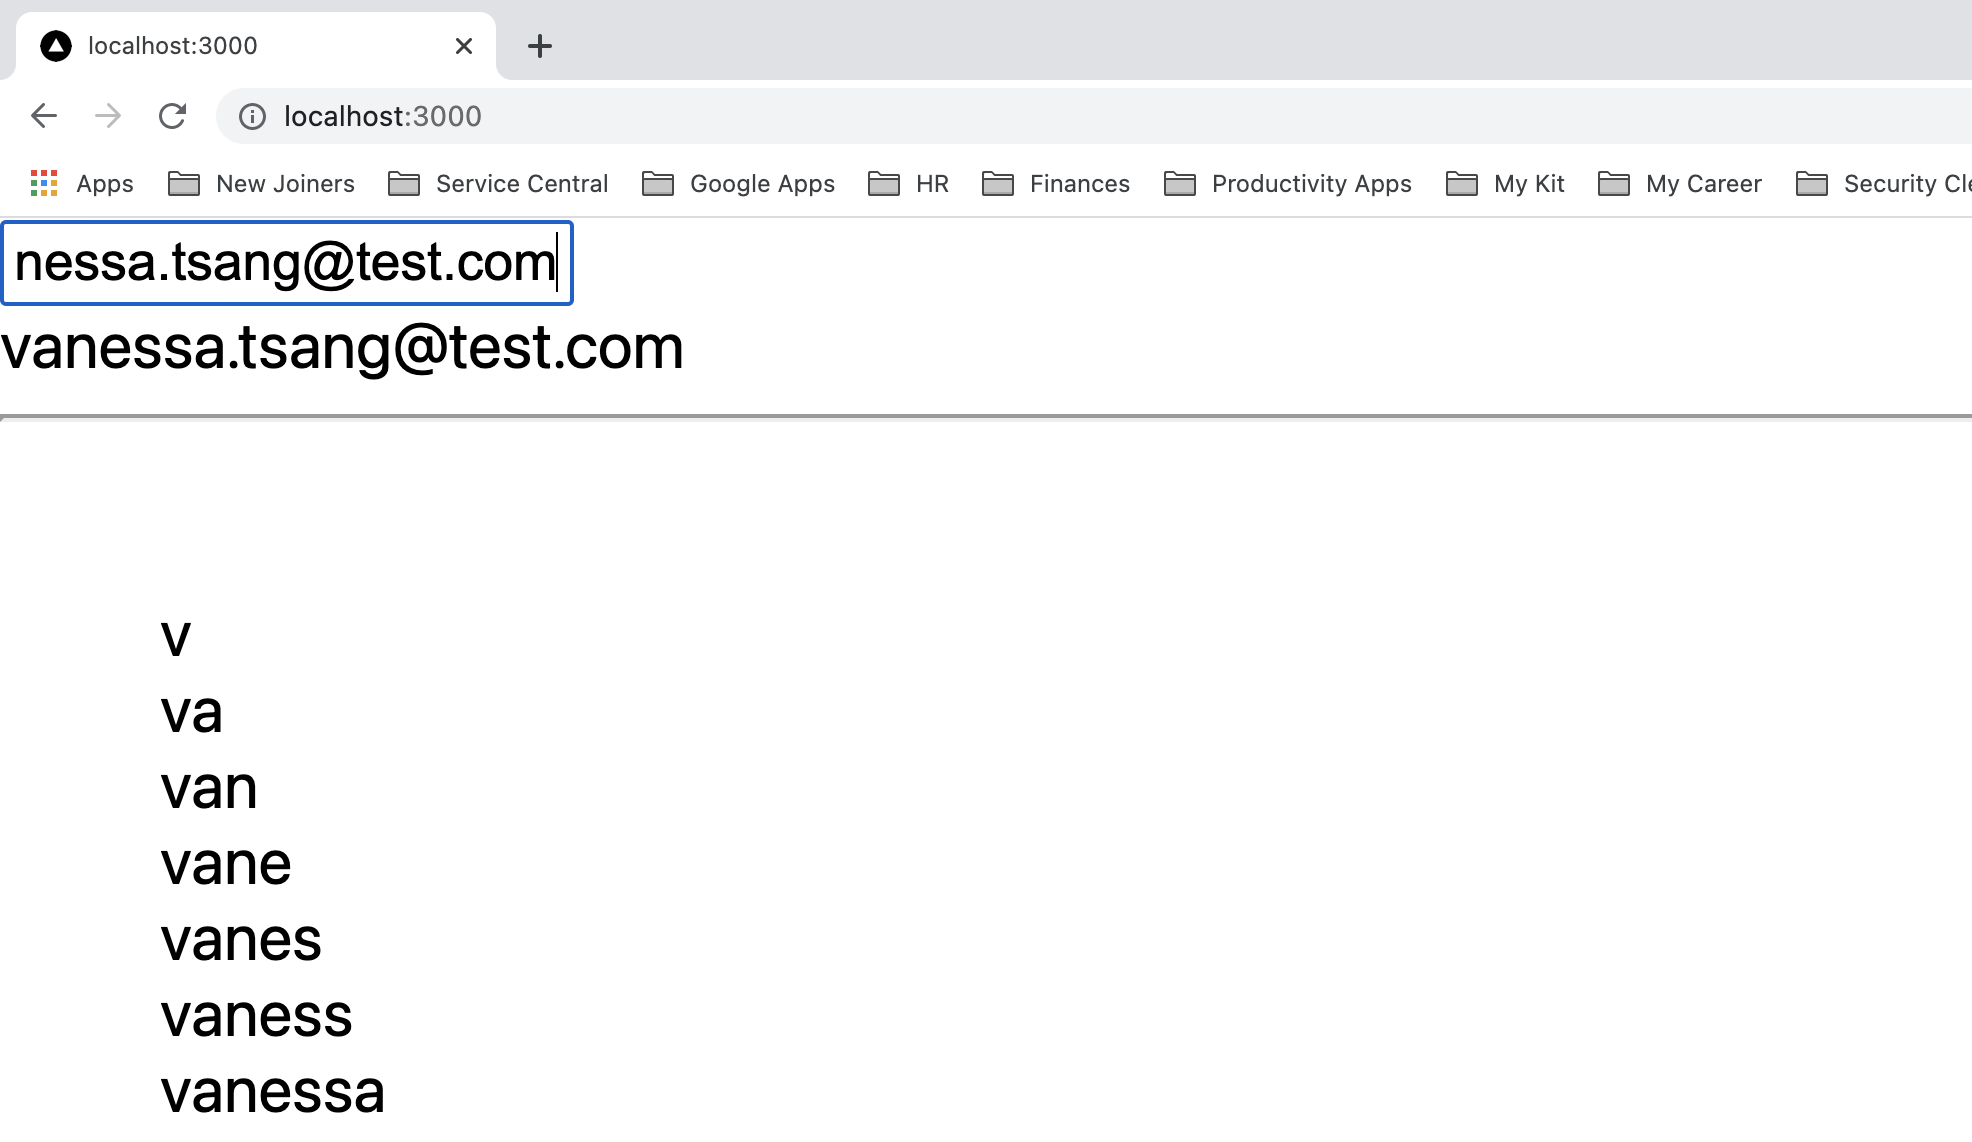 localhost:3000
localhost:3000
Apps New Joiners Service Central Google Apps HR Finances Productivity Apps My Kit My Career Security Cle
nessa.tsang@test.com
vanessa.tsang@test.com
v
va
van
vane
vanes
vaness
vanessa